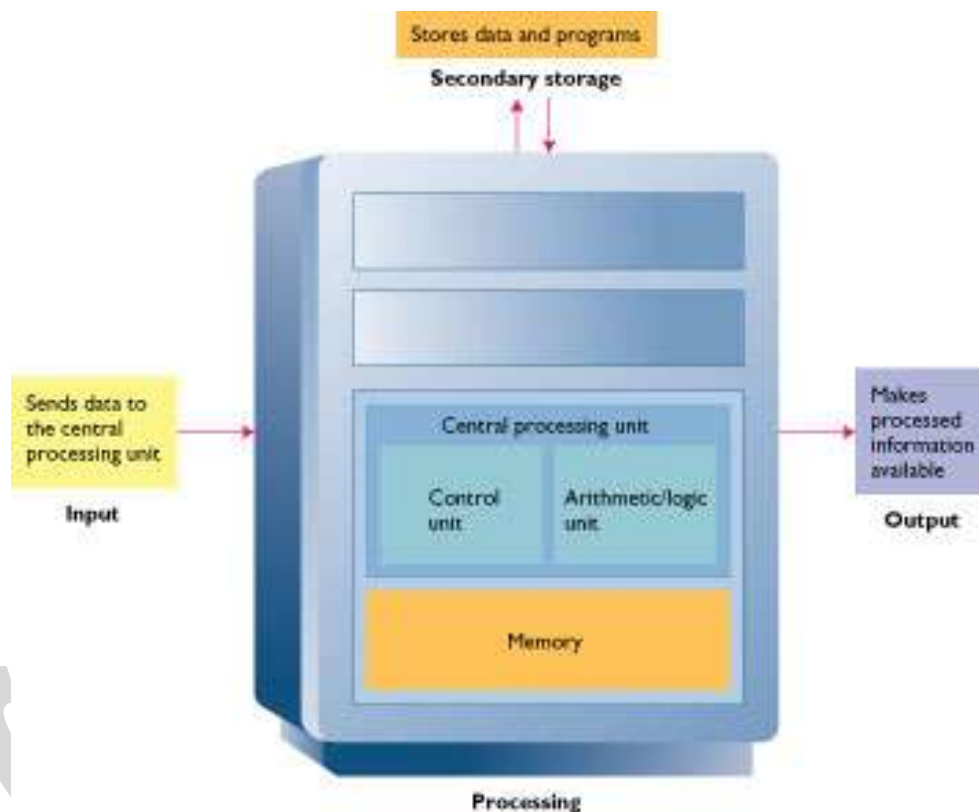 Stores data and programs
Secondary storage
Sends data to
the central
processing unit
Input
Central processing unit
Control
unit
Arithmetic/logic
unit
Memory
Makes
processed
information
available
Output
Processing